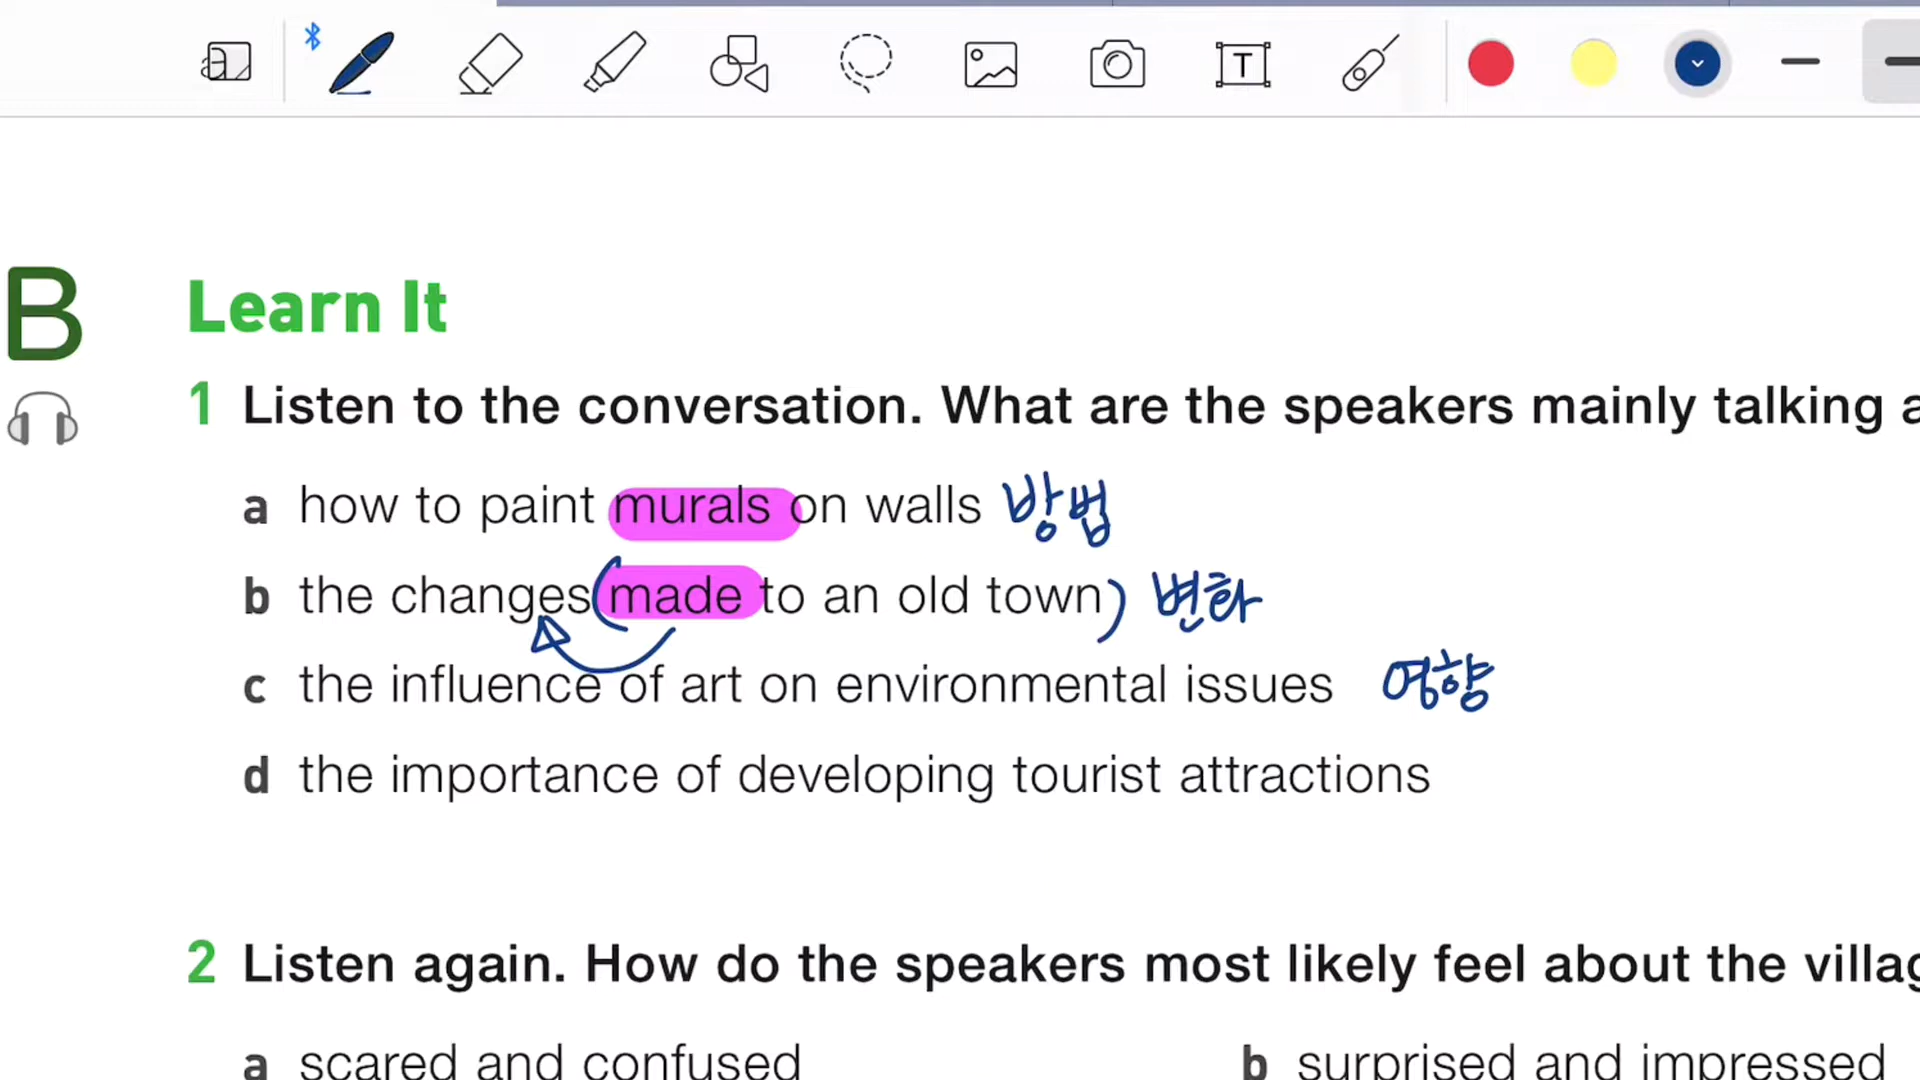 B Learn It
1 Listen to the conversation. What are the speakers mainly talking a
a how to paint murals on walls 방법
b the changes (made to an old town) 변화
c the influence of art on environmental issues 영향
d the importance of developing tourist attractions
2 Listen again. How do the speakers most likely feel about the villag
a scared and confused b surprised and impressed